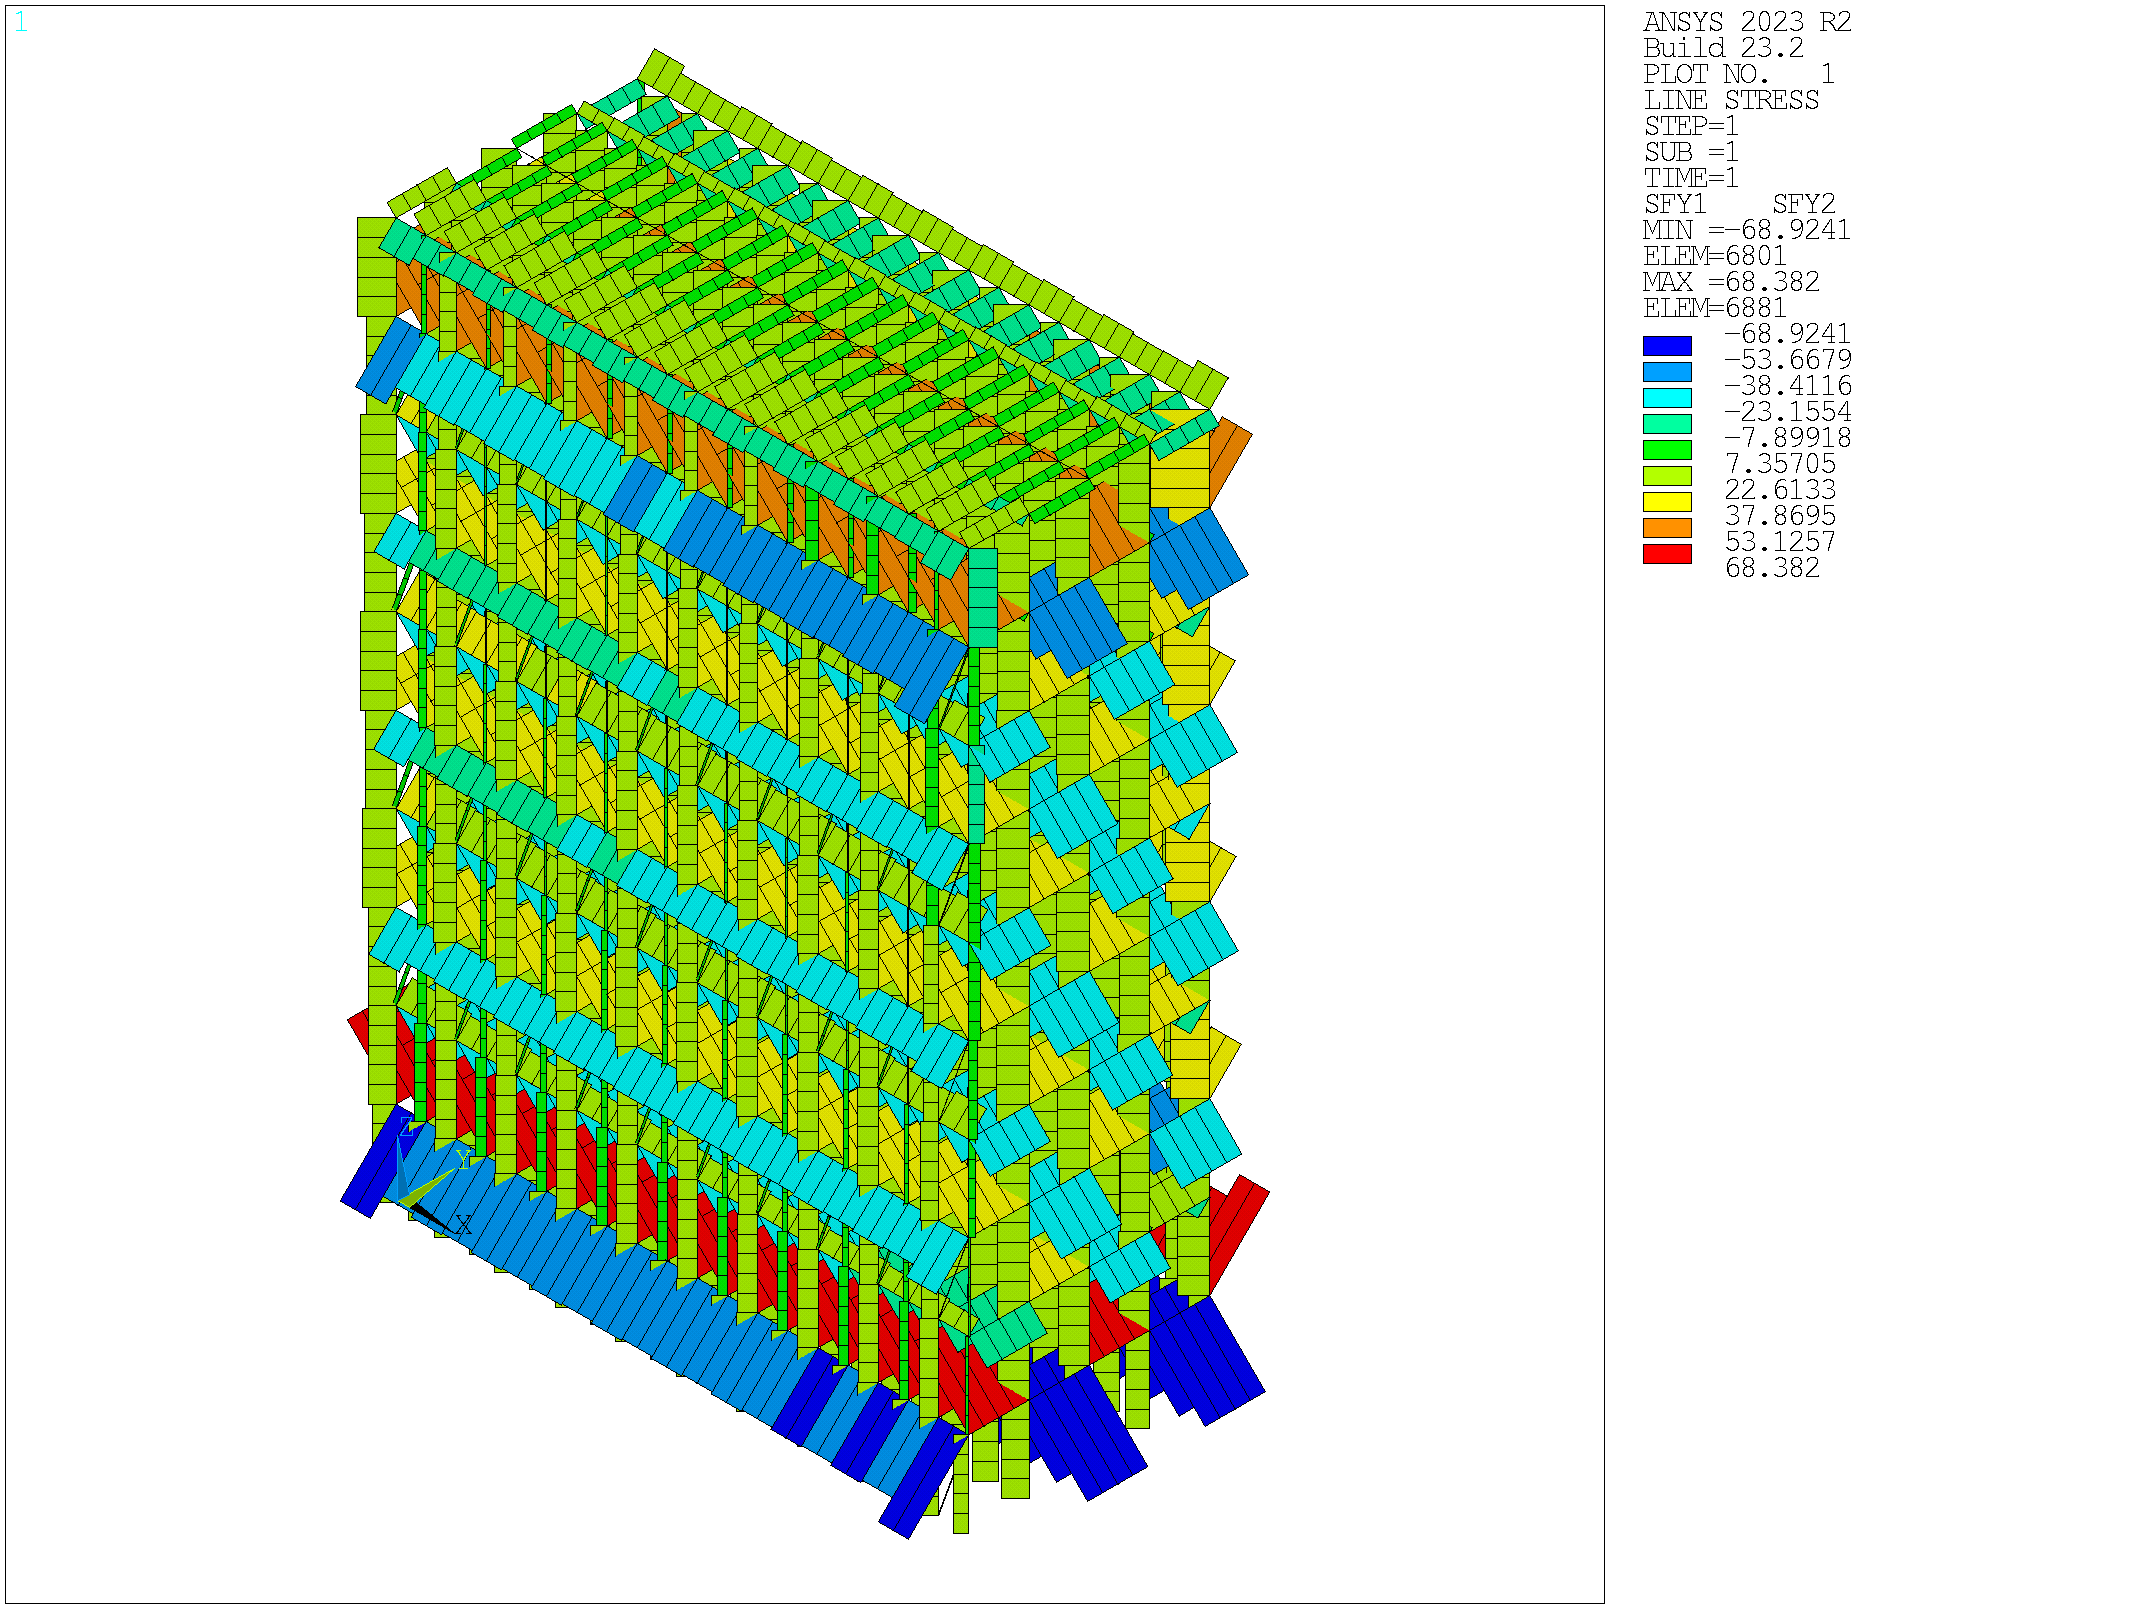 1
ANSYS 2023 R2
Build 23.2
PLOT NO.   1
LINE STRESS
STEP=1
SUB =1
TIME=1
SFY1    SFY2
MIN =-68.9241
ELEM=6801
MAX =68.382
ELEM=6881
-68.9241
-53.6679
-38.4116
-23.1554
-7.89918
7.35705
22.6133
37.8695
53.1257
68.382
Z
Y
X